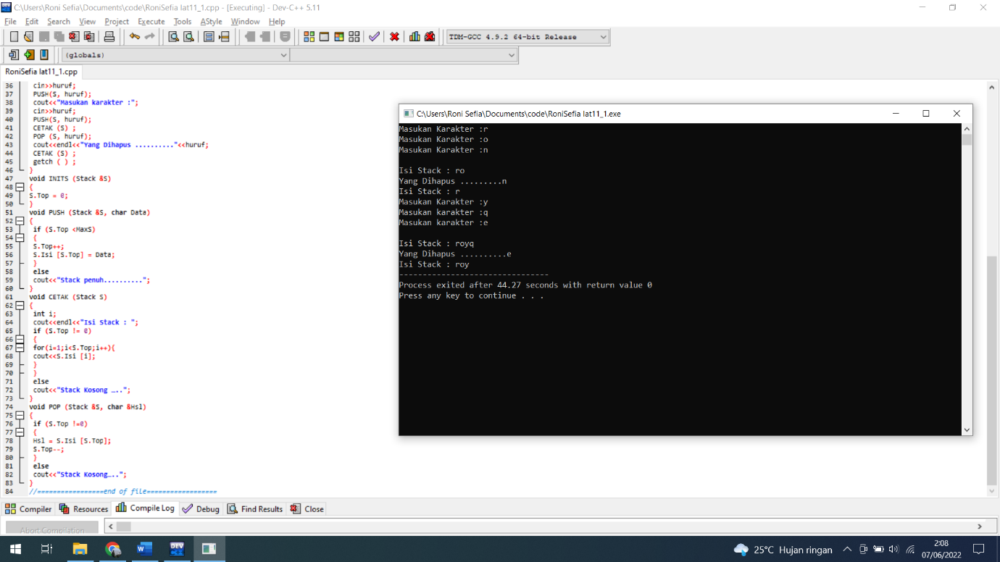 C:\Users\Roni Sefia\Documents\code\RoniSefia lat11_1.cpp - [Executing] - Dev-C++ 5.11
File Edit Search View Project Execute Tools AStyle Window Help
TDM-GCC 4.9.2 64-bit Release
(globals)
RoniSefia lat11_1.cpp
36 cin>>huruf;
37 PUSH(S, huruf);
38 cout<<"Masukan karakter :";
39 cin>>huruf;
40 PUSH(S, huruf);
41 CETAK (S) ;
42 POP (S, huruf);
43 cout<<endl<<"Yang Dihapus .........."<<huruf;
44 CETAK (S) ;
45 getch ( ) ;
46 }
47 void INITS (Stack &S)
48 {
49 S.Top = 0;
50 }
51 void PUSH (Stack &S, char Data)
52 {
53 if (S.Top <MaxS)
54 {
55 S.Top++;
56 S.Isi [S.Top] = Data;
57 }
58 else
59 cout<<"Stack penuh..........";
60 }
61 void CETAK (Stack S)
62 {
63 int i;
64 cout<<endl<<"Isi Stack : ";
65 if (S.Top != 0)
66 {
67 for(i=1;i<S.Top;i++){
68 cout<<S.Isi [i];
69 }
70 }
71 else
72 cout<<"Stack Kosong …..";
73 }
74 void POP (Stack &S, char &Hsl)
75 {
76 if (S.Top !=0)
77 {
78 Hsl = S.Isi [S.Top];
79 S.Top--;
80 }
81 else
82 cout<<"Stack Kosong…..";
83 }
84 //=================end of file==================
C:\Users\Roni Sefia\Documents\code\RoniSefia lat11_1.exe
Masukan Karakter :r
Masukan Karakter :o
Masukan Karakter :n
Isi Stack : ro
Yang Dihapus .........n
Isi Stack : r
Masukan Karakter :y
Masukan karakter :q
Masukan karakter :e
Isi Stack : royq
Yang Dihapus ..........e
Isi Stack : roy
--------------------------------
Process exited after 44.27 seconds with return value 0
Press any key to continue . . .
Compiler Resources Compile Log Debug Find Results Close
Abort Compilation
25°C Hujan ringan
2:08
07/06/2022